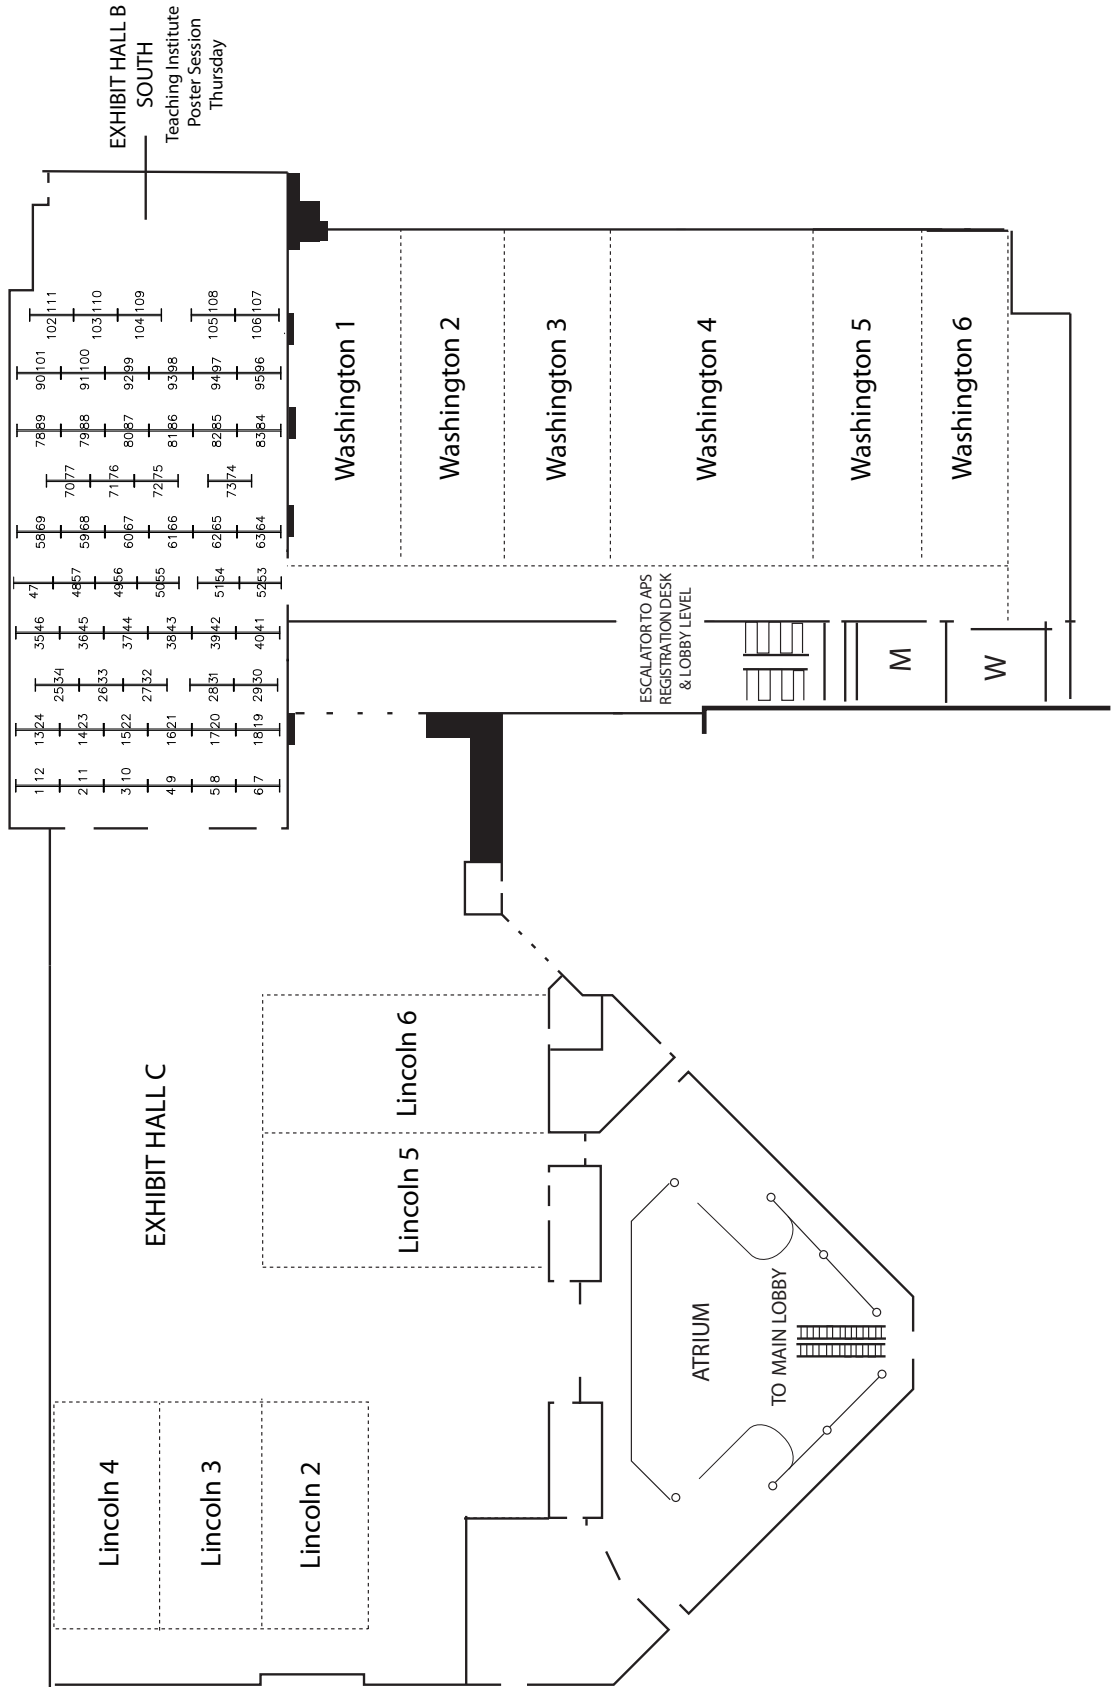 EXHIBIT HALL B
SOUTH
Teaching Institute
Poster Session
Thursday
102 111
103 110
104 109
105 108
106 107
90 101
91 100
92 99
93 98
94 97
95 96
78 89
79 88
80 87
81 86
82 85
83 84
70 77
71 76
72 75
73 74
58 69
59 68
60 67
61 66
62 65
63 64
47
48 57
49 56
50 55
51 54
52 53
35 46
36 45
37 44
38 43
39 42
40 41
25 34
26 33
27 32
28 31
29 30
13 24
14 23
15 22
16 21
17 20
18 19
1 12
2 11
3 10
4 9
5 8
6 7
Washington 1
Washington 2
Washington 3
Washington 4
Washington 5
Washington 6
ESCALATOR TO APS
REGISTRATION DESK
& LOBBY LEVEL
M
W
EXHIBIT HALL C
Lincoln 6
Lincoln 5
Lincoln 4
Lincoln 3
Lincoln 2
ATRIUM
TO MAIN LOBBY